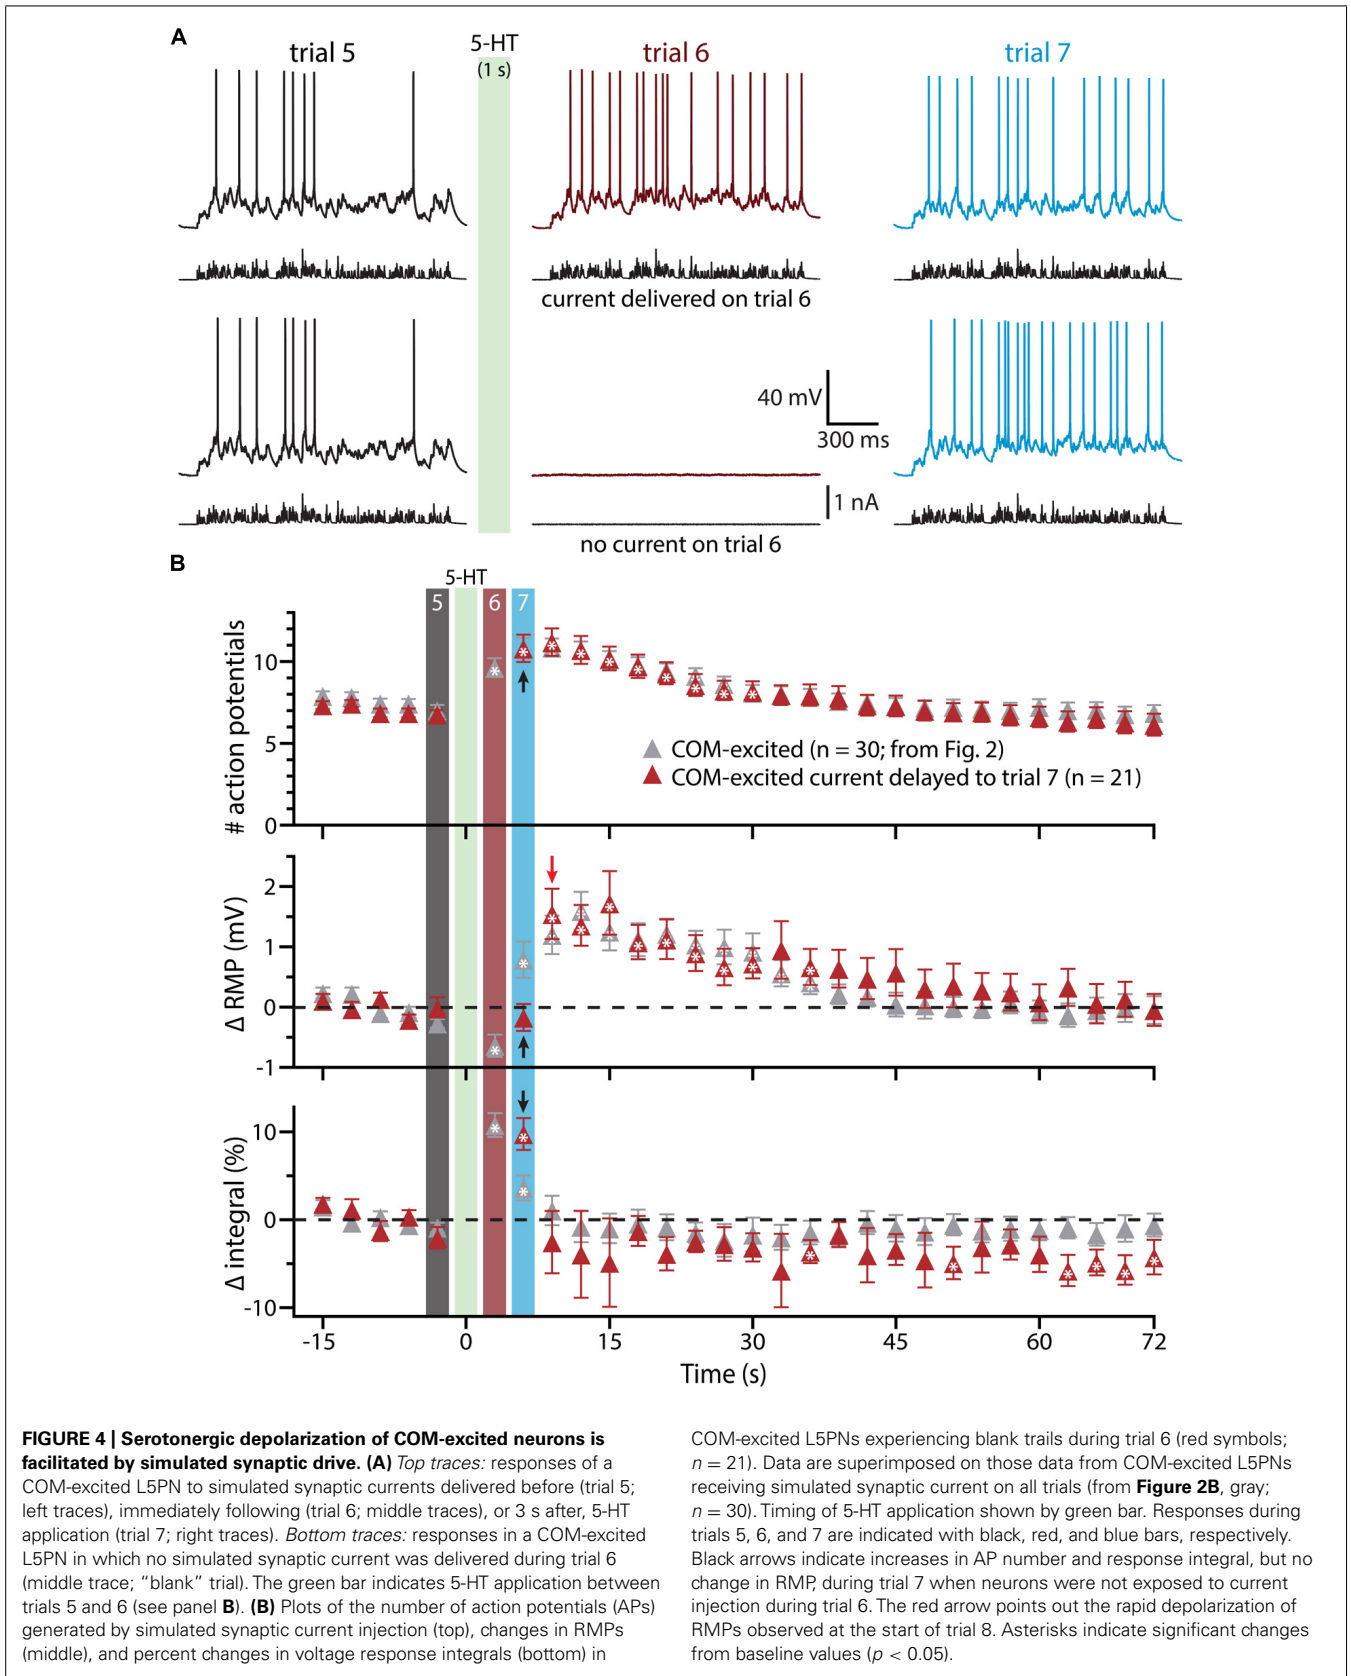 A
trial 5
5-HT
(1 s)
trial 6
trial 7
current delivered on trial 6
40 mV
300 ms
1 nA
no current on trial 6
B
5-HT
5
6
7
# action potentials
10
5
0
COM-excited (n = 30; from Fig. 2)
COM-excited current delayed to trial 7 (n = 21)
Δ RMP (mV)
2
1
0
-1
Δ integral (%)
10
0
-10
-15
0
15
30
45
60
72
Time (s)
FIGURE 4 | Serotonergic depolarization of COM-excited neurons is
facilitated by simulated synaptic drive. (A) Top traces: responses of a
COM-excited L5PN to simulated synaptic currents delivered before (trial 5;
left traces), immediately following (trial 6; middle traces), or 3 s after, 5-HT
application (trial 7; right traces). Bottom traces: responses in a COM-excited
L5PN in which no simulated synaptic current was delivered during trial 6
(middle trace; “blank” trial). The green bar indicates 5-HT application between
trials 5 and 6 (see panel B). (B) Plots of the number of action potentials (APs)
generated by simulated synaptic current injection (top), changes in RMPs
(middle), and percent changes in voltage response integrals (bottom) in
COM-excited L5PNs experiencing blank trails during trial 6 (red symbols;
n = 21). Data are superimposed on those data from COM-excited L5PNs
receiving simulated synaptic current on all trials (from Figure 2B, gray;
n = 30). Timing of 5-HT application shown by green bar. Responses during
trials 5, 6, and 7 are indicated with black, red, and blue bars, respectively.
Black arrows indicate increases in AP number and response integral, but no
change in RMP, during trial 7 when neurons were not exposed to current
injection during trial 6. The red arrow points out the rapid depolarization of
RMPs observed at the start of trial 8. Asterisks indicate significant changes
from baseline values (p < 0.05).